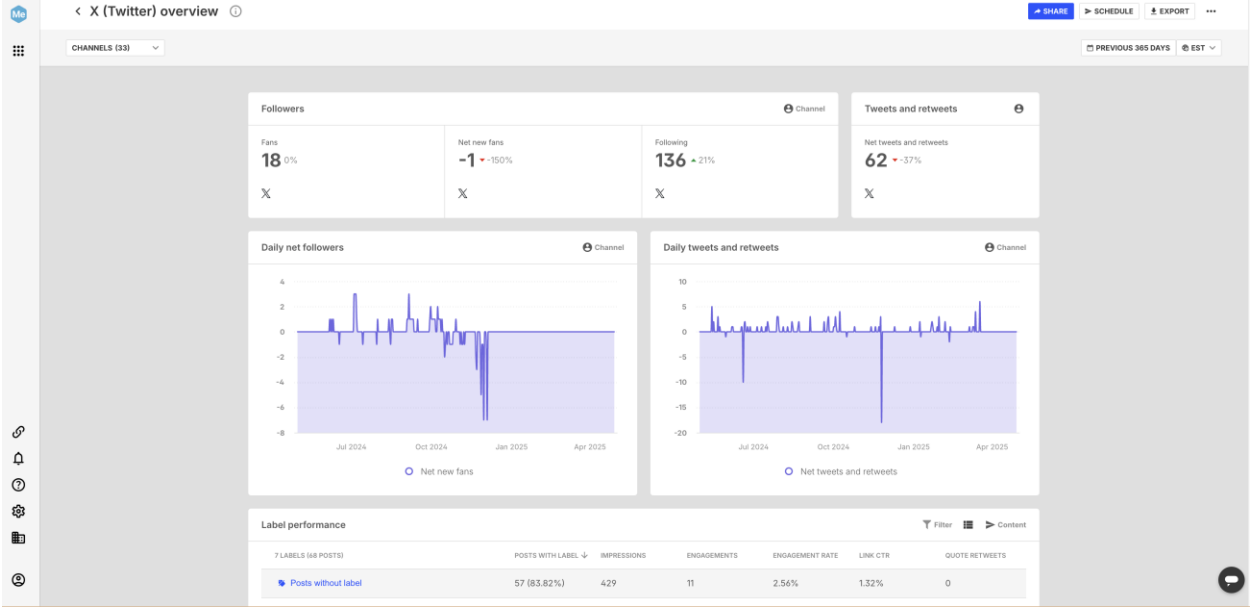 Me
X (Twitter) overview
SHARE
SCHEDULE
EXPORT
CHANNELS (33)
PREVIOUS 365 DAYS
EST
Followers
Channel
Fans
18 0%
Net new fans
-1 -150%
Following
136 21%
Tweets and retweets
Net tweets and retweets
62 -37%
Daily net followers
Channel
4
2
0
-2
-4
-6
-8
Jul 2024 Oct 2024 Jan 2025 Apr 2025
Net new fans
Daily tweets and retweets
Channel
10
5
0
-5
-10
-15
-20
Jul 2024 Oct 2024 Jan 2025 Apr 2025
Net tweets and retweets
Label performance
Filter
Content
7 LABELS (68 POSTS) POSTS WITH LABEL IMPRESSIONS ENGAGEMENTS ENGAGEMENT RATE LINK CTR QUOTE RETWEETS
Posts without label 57 (83.82%) 429 11 2.56% 1.32% 0